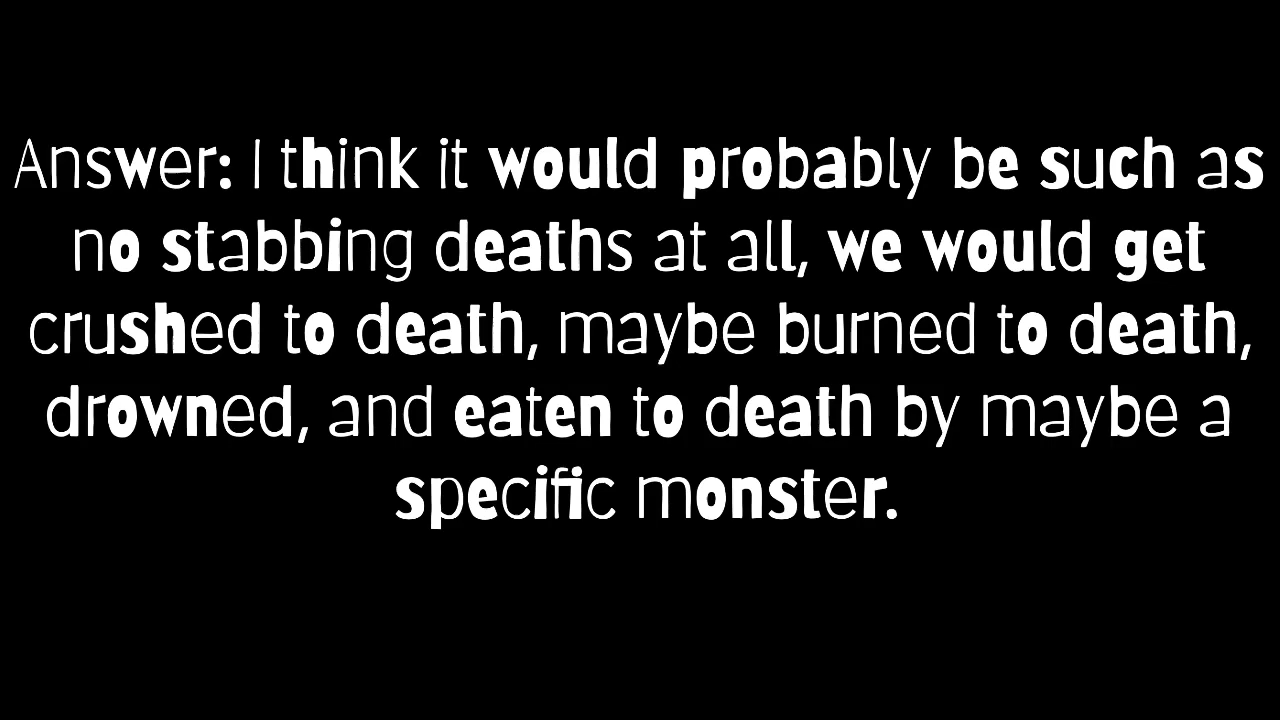 Answer: I think it would probably be such as
no stabbing deaths at all, we would get
crushed to death, maybe burned to death,
drowned, and eaten to death by maybe a
specific monster.